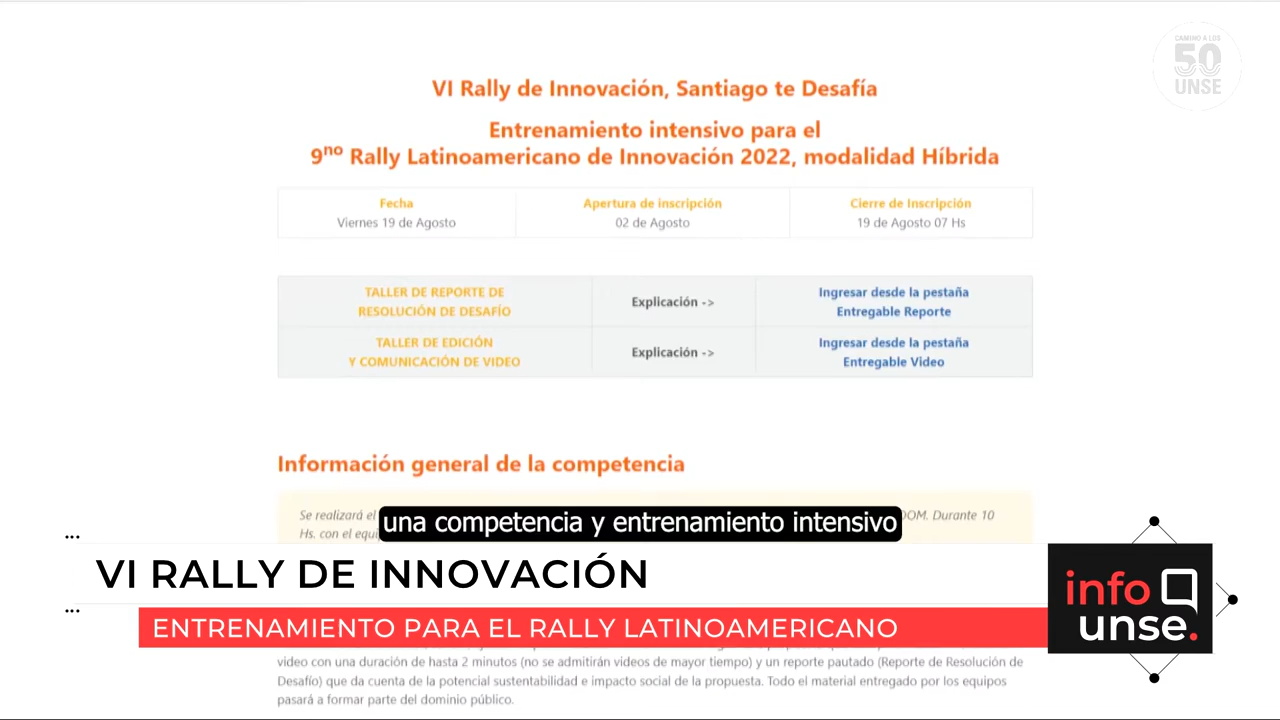 CAMINO A LOS
50
UNSE
VI Rally de Innovación, Santiago te Desafía
Entrenamiento intensivo para el
9no Rally Latinoamericano de Innovación 2022, modalidad Híbrida
Fecha
Viernes 19 de Agosto
Apertura de inscripción
02 de Agosto
Cierre de Inscripción
19 de Agosto 07 Hs
TALLER DE REPORTE DE
RESOLUCIÓN DE DESAFÍO
Explicación ->
Ingresar desde la pestaña
Entregable Reporte
TALLER DE EDICIÓN
Y COMUNICACIÓN DE VIDEO
Explicación ->
Ingresar desde la pestaña
Entregable Video
Información general de la competencia
Se realizará el
Durante 10
Hs. con el
una competencia y entrenamiento intensivo
VI RALLY DE INNOVACIÓN
ENTRENAMIENTO PARA EL RALLY LATINOAMERICANO
info
unse.
video con una duración de hasta 2 minutos (no se admitirán videos de mayor tiempo) y un reporte pautado (Reporte de Resolución de
Desafío) que da cuenta de la potencial sustentabilidad e impacto social de la propuesta. Todo el material entregado por los equipos
pasará a formar parte del dominio público.